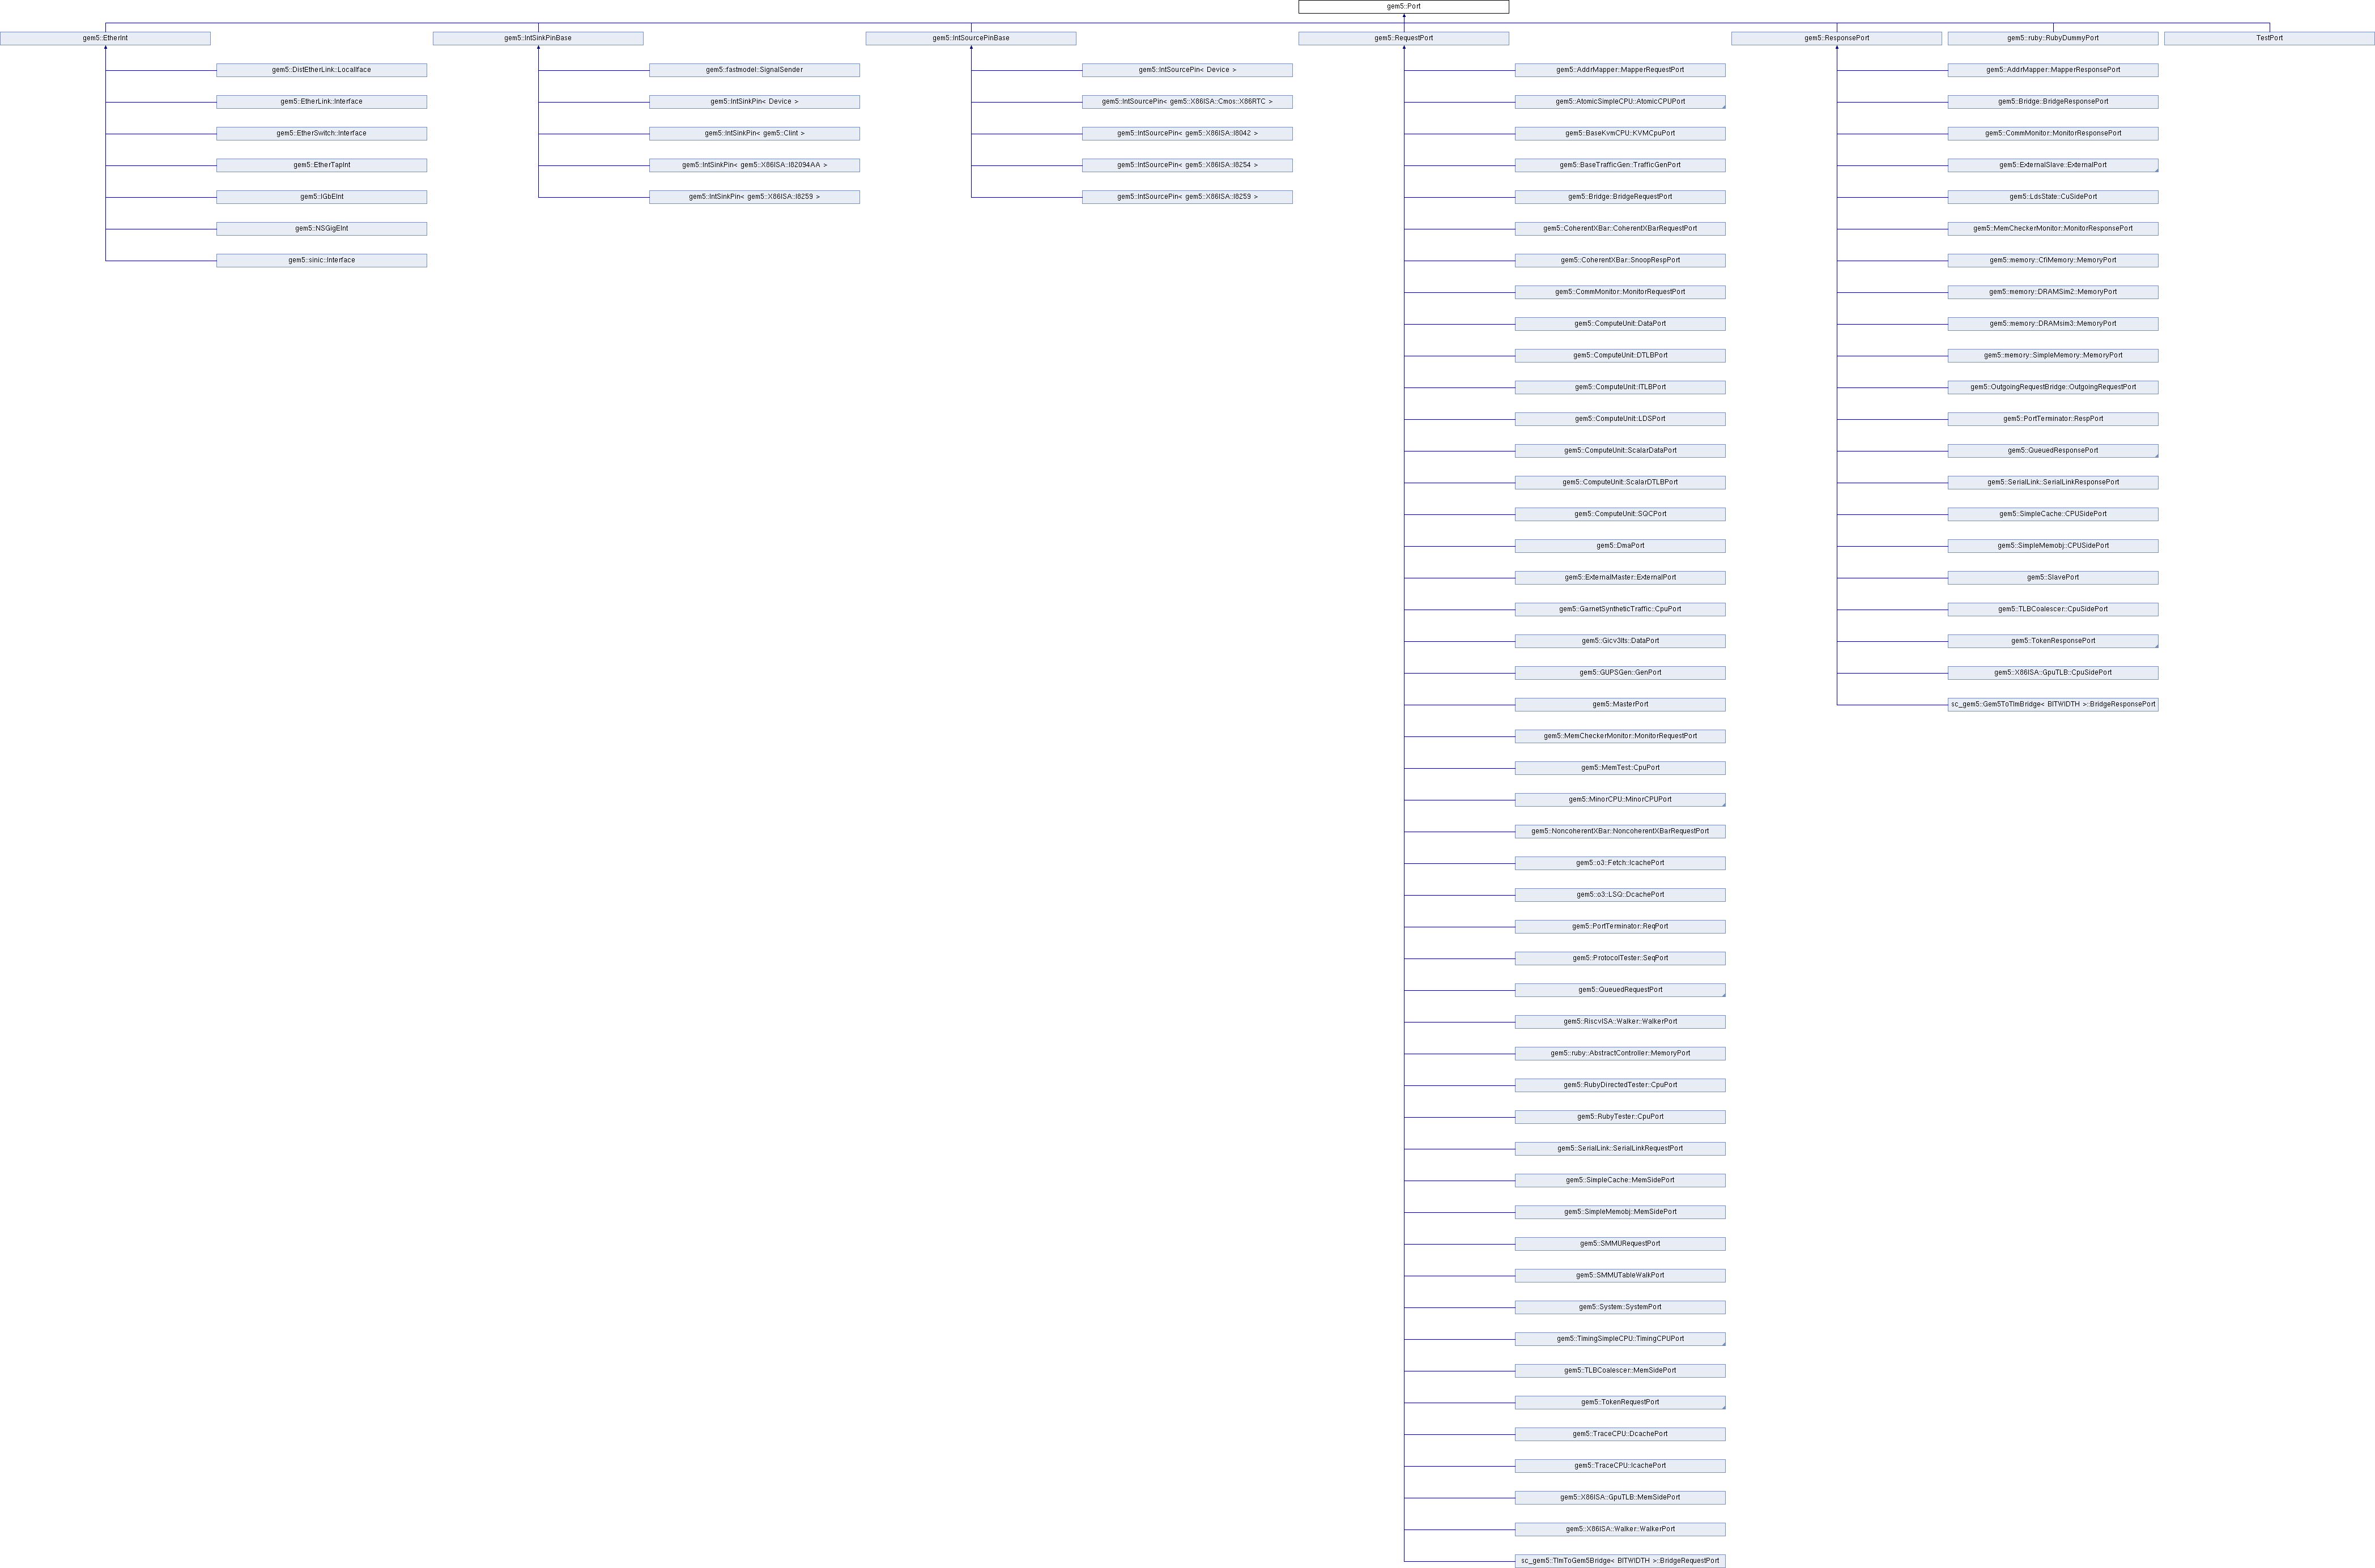 gem5::Port
gem5::EtherInt
gem5::IntSinkPinBase
gem5::IntSourcePinBase
gem5::RequestPort
gem5::ResponsePort
gem5::ruby::RubyDummyPort
TestPort
gem5::DistEtherLink::LocalIface
gem5::EtherLink::Interface
gem5::EtherSwitch::Interface
gem5::EtherTapInt
gem5::IGbEInt
gem5::NSGigEInt
gem5::sinic::Interface
gem5::fastmodel::SignalSender
gem5::IntSinkPin< Device >
gem5::IntSinkPin< gem5::Clint >
gem5::IntSinkPin< gem5::X86ISA::I82094AA >
gem5::IntSinkPin< gem5::X86ISA::I8259 >
gem5::IntSourcePin< Device >
gem5::IntSourcePin< gem5::X86ISA::Cmos::X86RTC >
gem5::IntSourcePin< gem5::X86ISA::I8042 >
gem5::IntSourcePin< gem5::X86ISA::I8254 >
gem5::IntSourcePin< gem5::X86ISA::I8259 >
gem5::AddrMapper::MapperRequestPort
gem5::AtomicSimpleCPU::AtomicCPUPort
gem5::BaseKvmCPU::KVMCpuPort
gem5::BaseTrafficGen::TrafficGenPort
gem5::Bridge::BridgeRequestPort
gem5::CoherentXBar::CoherentXBarRequestPort
gem5::CoherentXBar::SnoopRespPort
gem5::CommMonitor::MonitorRequestPort
gem5::ComputeUnit::DataPort
gem5::ComputeUnit::DTLBPort
gem5::ComputeUnit::ITLBPort
gem5::ComputeUnit::LDSPort
gem5::ComputeUnit::ScalarDataPort
gem5::ComputeUnit::ScalarDTLBPort
gem5::ComputeUnit::SQCPort
gem5::DmaPort
gem5::ExternalMaster::ExternalPort
gem5::GarnetSyntheticTraffic::CpuPort
gem5::Gicv3Its::DataPort
gem5::GUPSGen::GenPort
gem5::MasterPort
gem5::MemCheckerMonitor::MonitorRequestPort
gem5::MemTest::CpuPort
gem5::MinorCPU::MinorCPUPort
gem5::NoncoherentXBar::NoncoherentXBarRequestPort
gem5::o3::Fetch::IcachePort
gem5::o3::LSQ::DcachePort
gem5::PortTerminator::ReqPort
gem5::ProtocolTester::SeqPort
gem5::QueuedRequestPort
gem5::RiscvISA::Walker::WalkerPort
gem5::ruby::AbstractController::MemoryPort
gem5::RubyDirectedTester::CpuPort
gem5::RubyTester::CpuPort
gem5::SerialLink::SerialLinkRequestPort
gem5::SimpleCache::MemSidePort
gem5::SimpleMemobj::MemSidePort
gem5::SMMURequestPort
gem5::SMMUTableWalkPort
gem5::System::SystemPort
gem5::TimingSimpleCPU::TimingCPUPort
gem5::TLBCoalescer::MemSidePort
gem5::TokenRequestPort
gem5::TraceCPU::DcachePort
gem5::TraceCPU::IcachePort
gem5::X86ISA::GpuTLB::MemSidePort
gem5::X86ISA::Walker::WalkerPort
sc_gem5::TlmToGem5Bridge< BITWIDTH >::BridgeRequestPort
gem5::AddrMapper::MapperResponsePort
gem5::Bridge::BridgeResponsePort
gem5::CommMonitor::MonitorResponsePort
gem5::ExternalSlave::ExternalPort
gem5::LdsState::CuSidePort
gem5::MemCheckerMonitor::MonitorResponsePort
gem5::memory::CfiMemory::MemoryPort
gem5::memory::DRAMSim2::MemoryPort
gem5::memory::DRAMsim3::MemoryPort
gem5::memory::SimpleMemory::MemoryPort
gem5::OutgoingRequestBridge::OutgoingRequestPort
gem5::PortTerminator::RespPort
gem5::QueuedResponsePort
gem5::SerialLink::SerialLinkResponsePort
gem5::SimpleCache::CPUSidePort
gem5::SimpleMemobj::CPUSidePort
gem5::SlavePort
gem5::TLBCoalescer::CpuSidePort
gem5::TokenResponsePort
gem5::X86ISA::GpuTLB::CpuSidePort
sc_gem5::Gem5ToTlmBridge< BITWIDTH >::BridgeResponsePort